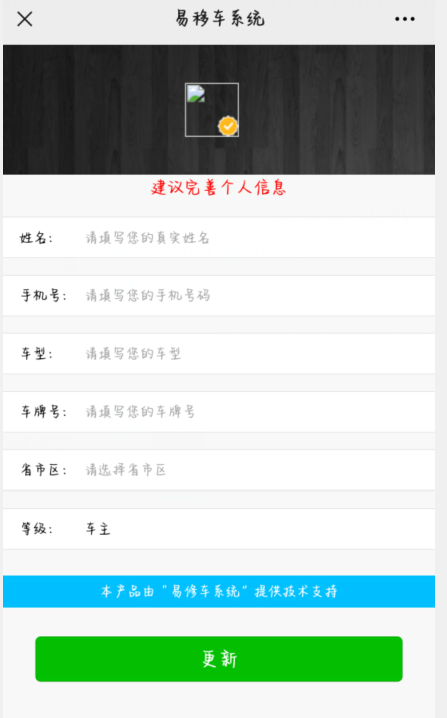 易移车系统
建议完善个人信息
姓名: 请填写您的真实姓名
手机号: 请填写您的手机号码
车型: 请填写您的车型
车牌号: 请填写您的车牌号
省市区: 请选择省市区
等级: 车主
本产品由“易修车系统”提供技术支持
更新